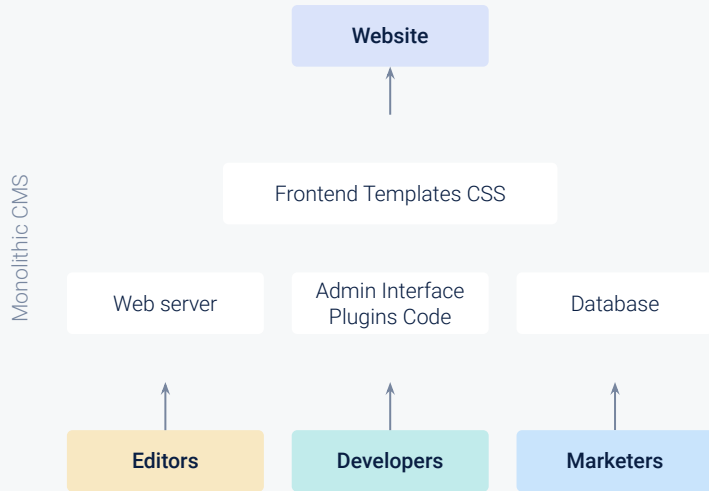 Website
Monolithic CMS
Frontend Templates CSS
Web server
Admin Interface
Plugins Code
Database
Editors
Developers
Marketers